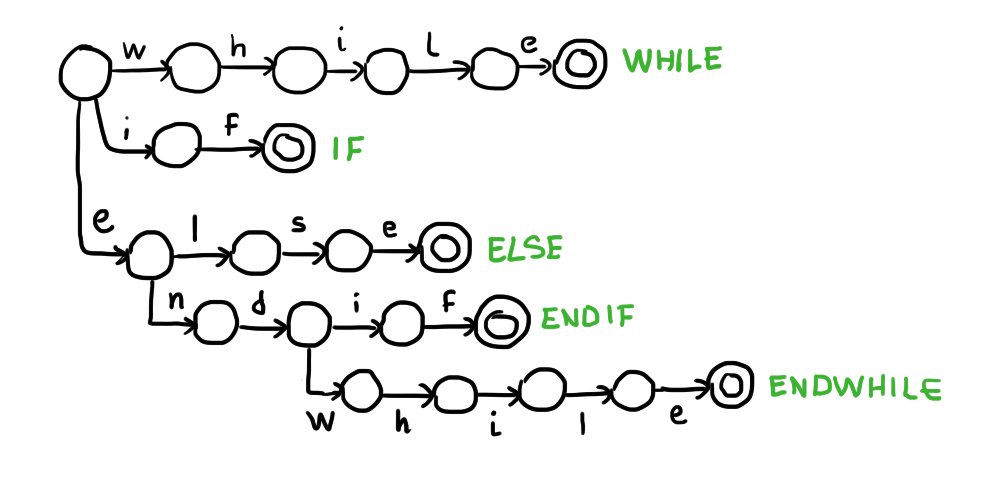 w h i l e WHILE
i f IF
e l s e ELSE
n d i f ENDIF
w h i l e ENDWHILE